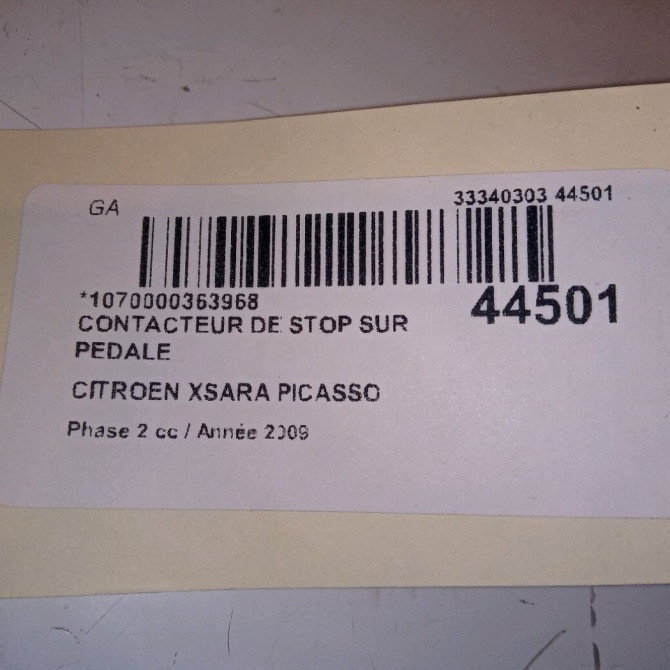 GA
33340303 44501
*1070000363968
44501
CONTACTEUR DE STOP SUR
PEDALE
CITROEN XSARA PICASSO
Phase 2 cc / Année 2009